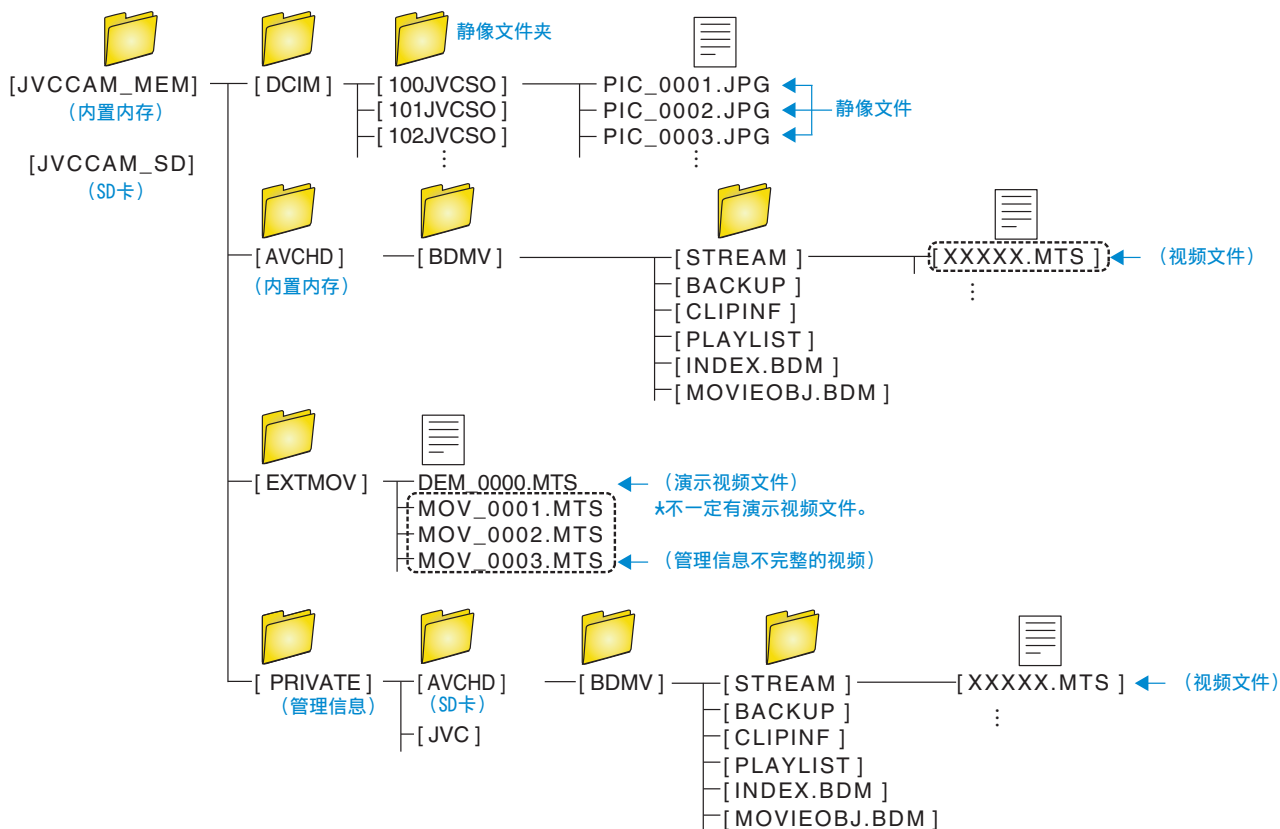 静像文件夹
[JVCCAM_MEM]
（内置内存）
[JVCCAM_SD]
（SD卡）
[DCIM]
[100JVCSO]
[101JVCSO]
[102JVCSO]
⋮
PIC_0001.JPG
PIC_0002.JPG
PIC_0003.JPG
⋮
静像文件
[AVCHD]
（内置内存）
[BDMV]
[STREAM]
[BACKUP]
[CLIPINF]
[PLAYLIST]
[INDEX.BDM]
[MOVIEOBJ.BDM]
[XXXXX.MTS]
⋮
（视频文件）
[EXTMOV]
DEM_0000.MTS
（演示视频文件）
*不一定有演示视频文件。
MOV_0001.MTS
MOV_0002.MTS
MOV_0003.MTS
（管理信息不完整的视频）
[PRIVATE]
（管理信息）
[AVCHD]
（SD卡）
[JVC]
[BDMV]
[STREAM]
[BACKUP]
[CLIPINF]
[PLAYLIST]
[INDEX.BDM]
[MOVIEOBJ.BDM]
[XXXXX.MTS]
⋮
（视频文件）